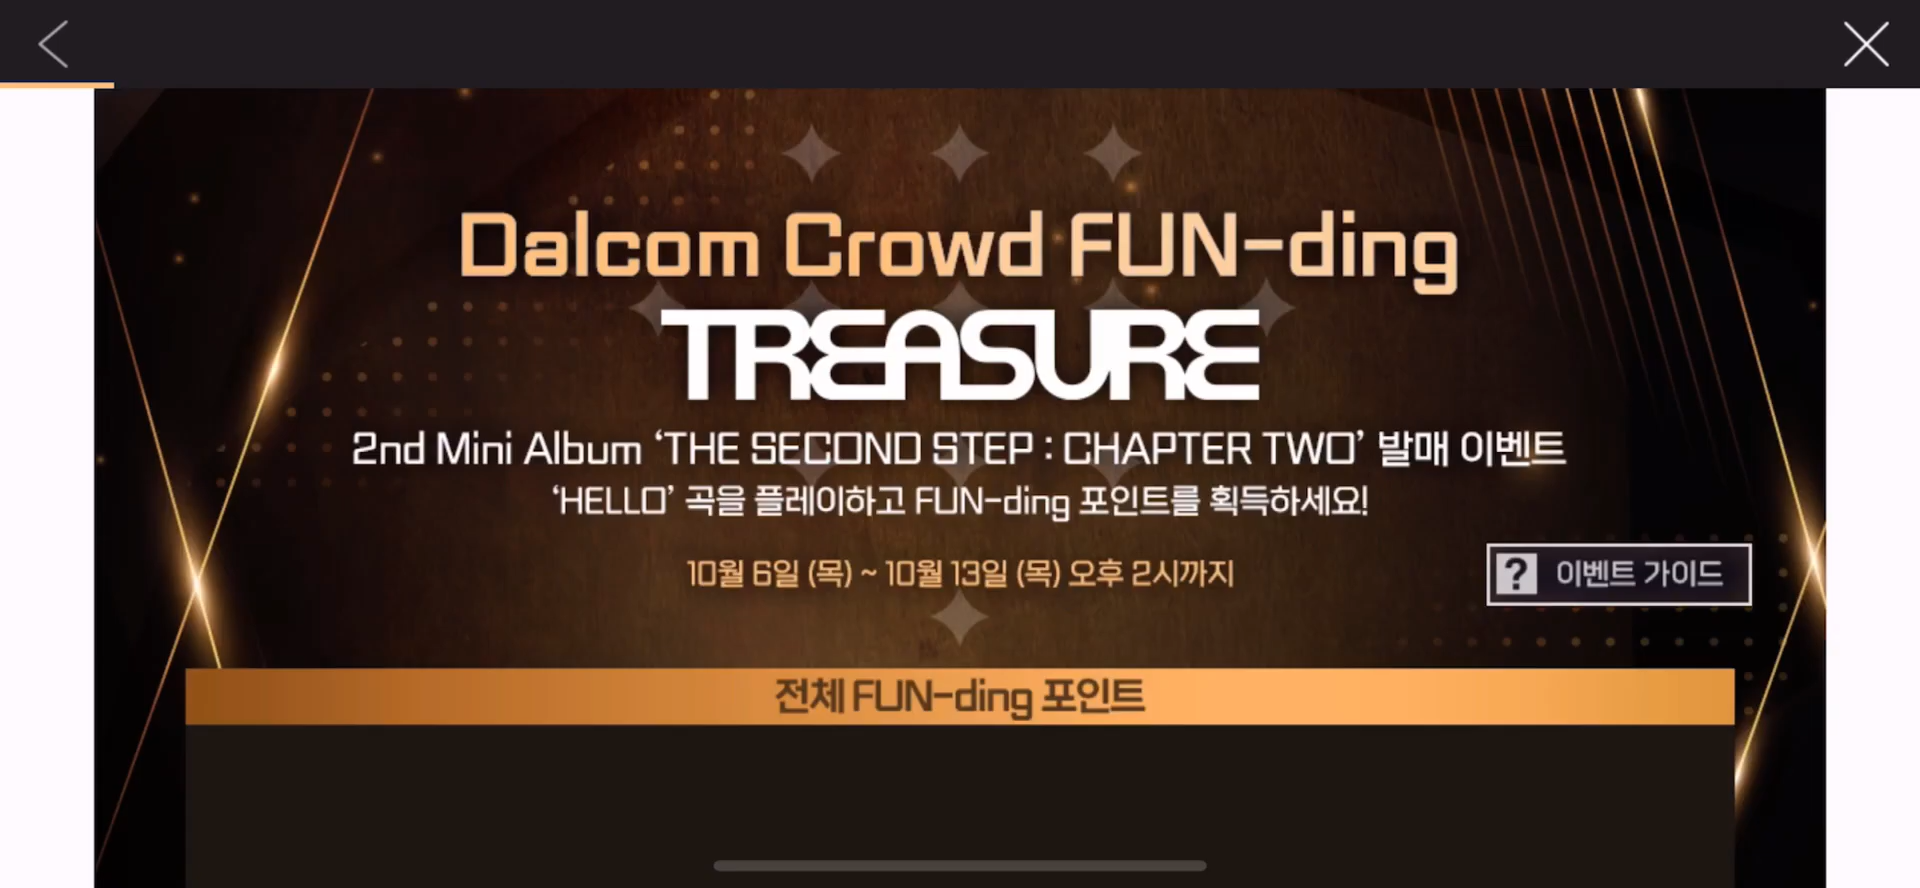 Dalcom Crowd FUN-ding
TREASURE
2nd Mini Album ‘THE SECOND STEP : CHAPTER TWO’ 발매 이벤트
‘HELLO’ 곡을 플레이하고 FUN-ding 포인트를 획득하세요!
10월 6일 (목) ~ 10월 13일 (목) 오후 2시까지
? 이벤트 가이드
전체 FUN-ding 포인트